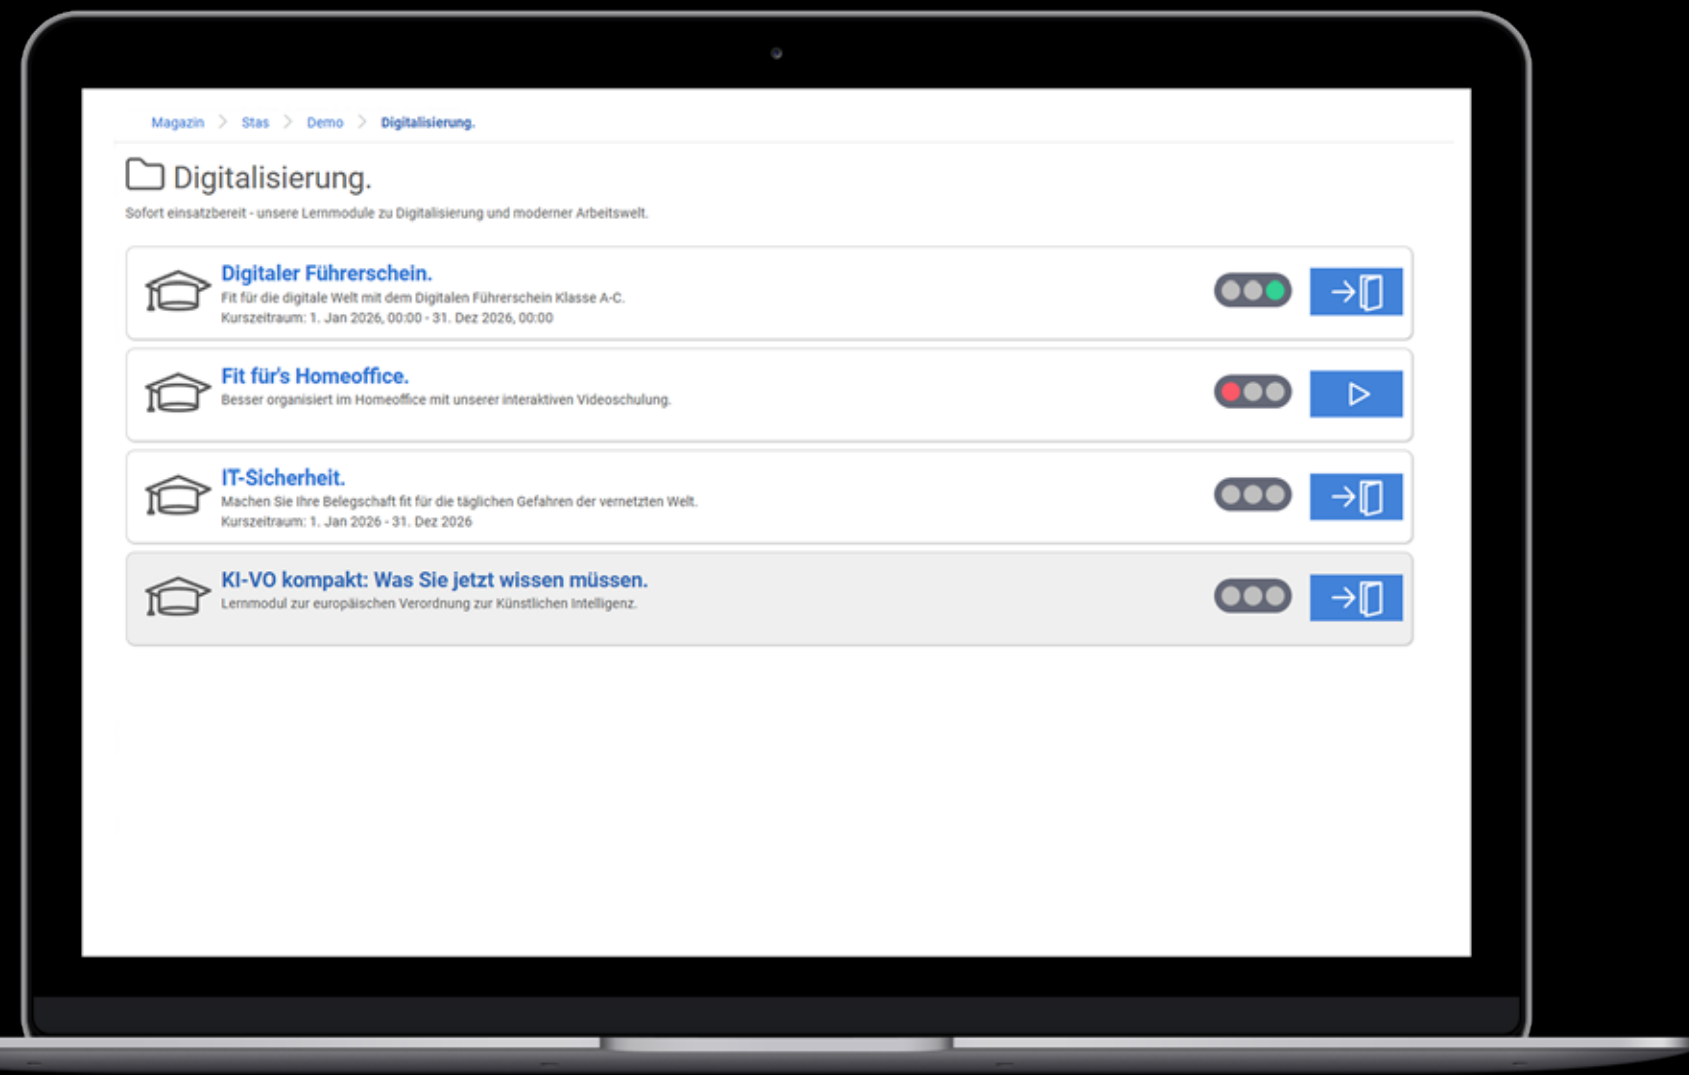 Magazin > Stas > Demo > Digitalisierung.
Digitalisierung.
Sofort einsatzbereit - unsere Lernmodule zu Digitalisierung und moderner Arbeitswelt.
Digitaler Führerschein.
Fit für die digitale Welt mit dem Digitalen Führerschein Klasse A-C.
Kurszeitraum: 1. Jan 2026, 00:00 - 31. Dez 2026, 00:00
Fit für's Homeoffice.
Besser organisiert im Homeoffice mit unserer interaktiven Videoschulung.
IT-Sicherheit.
Machen Sie Ihre Belegschaft fit für die täglichen Gefahren der vernetzten Welt.
Kurszeitraum: 1. Jan 2026 - 31. Dez 2026
KI-VO kompakt: Was Sie jetzt wissen müssen.
Lernmodul zur europäischen Verordnung zur Künstlichen Intelligenz.